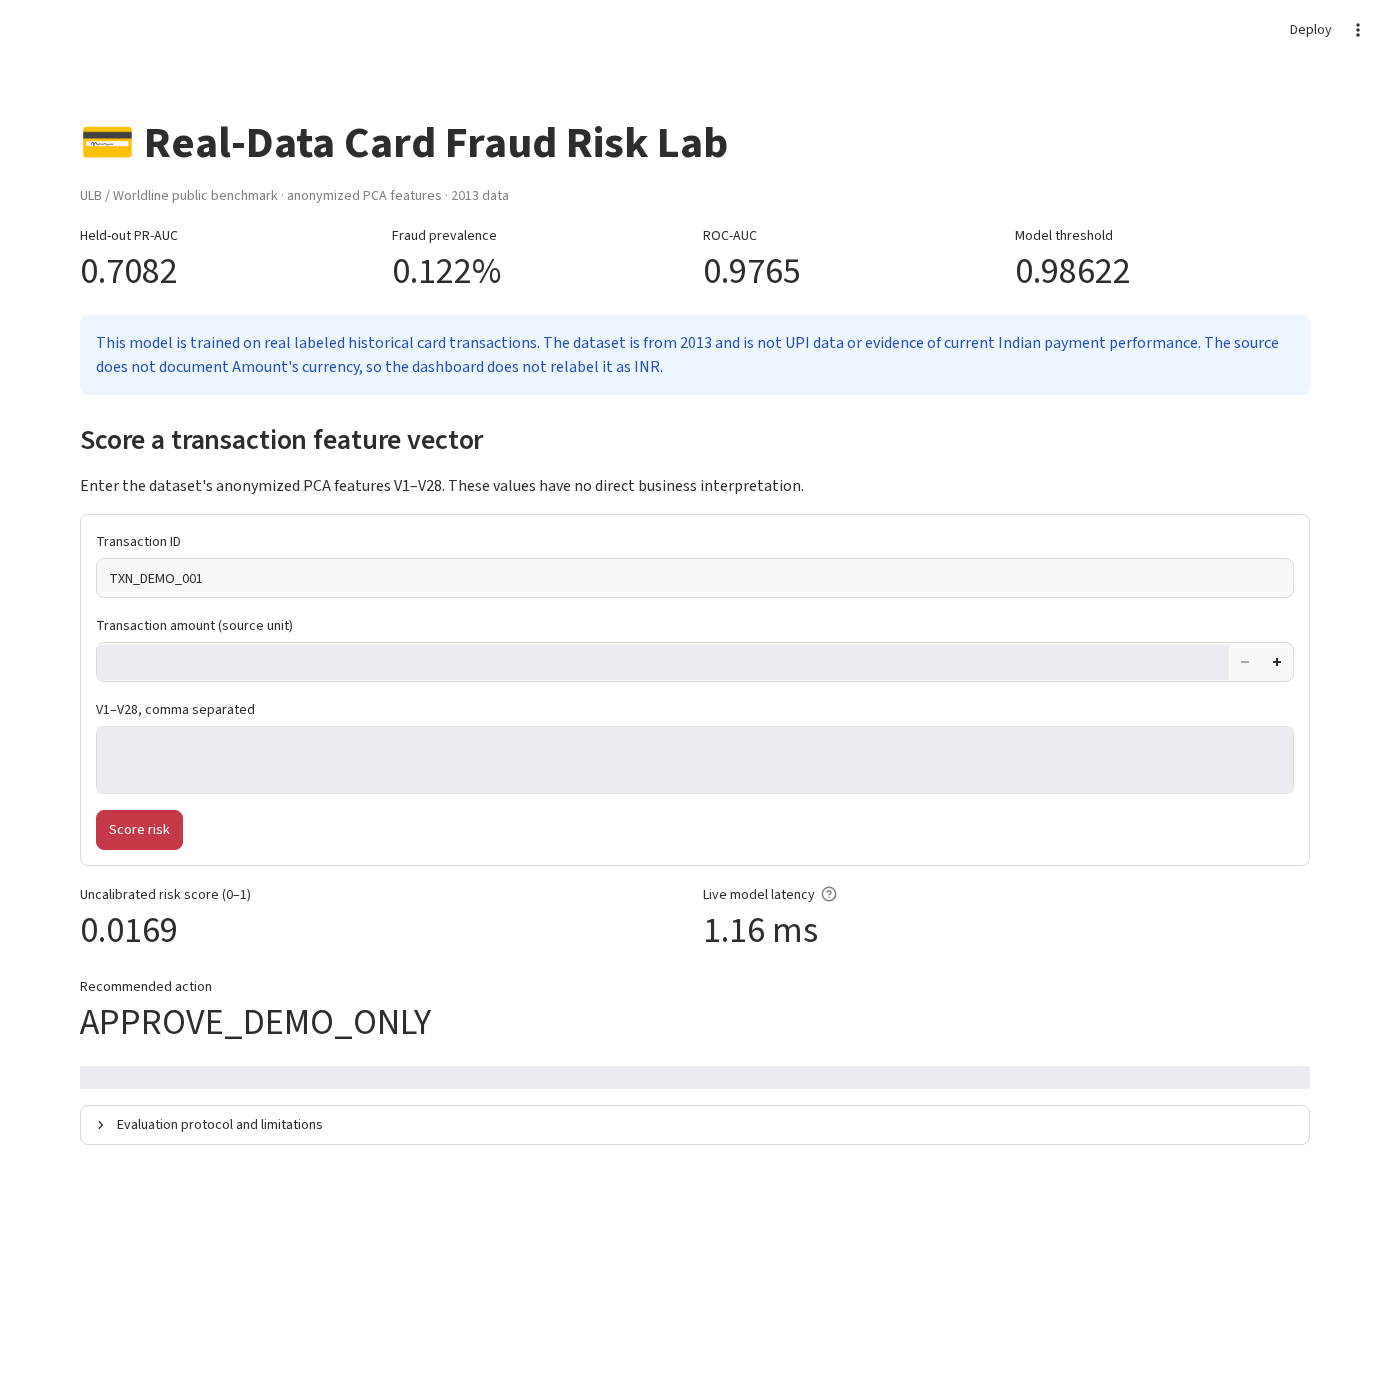 Deploy
Real-Data Card Fraud Risk Lab
ULB / Worldline public benchmark · anonymized PCA features · 2013 data
Held-out PR-AUC
Fraud prevalence
ROC-AUC
Model threshold
0.7082
0.122%
0.9765
0.98622
This model is trained on real labeled historical card transactions. The dataset is from 2013 and is not UPI data or evidence of current Indian payment performance. The source
does not document Amount's currency, so the dashboard does not relabel it as INR.
Score a transaction feature vector
Enter the dataset's anonymized PCA features V1–V28. These values have no direct business interpretation.
Transaction ID
TXN_DEMO_001
Transaction amount (source unit)
V1–V28, comma separated
Score risk
Uncalibrated risk score (0–1)
Live model latency
0.0169
1.16 ms
Recommended action
APPROVE_DEMO_ONLY
Evaluation protocol and limitations